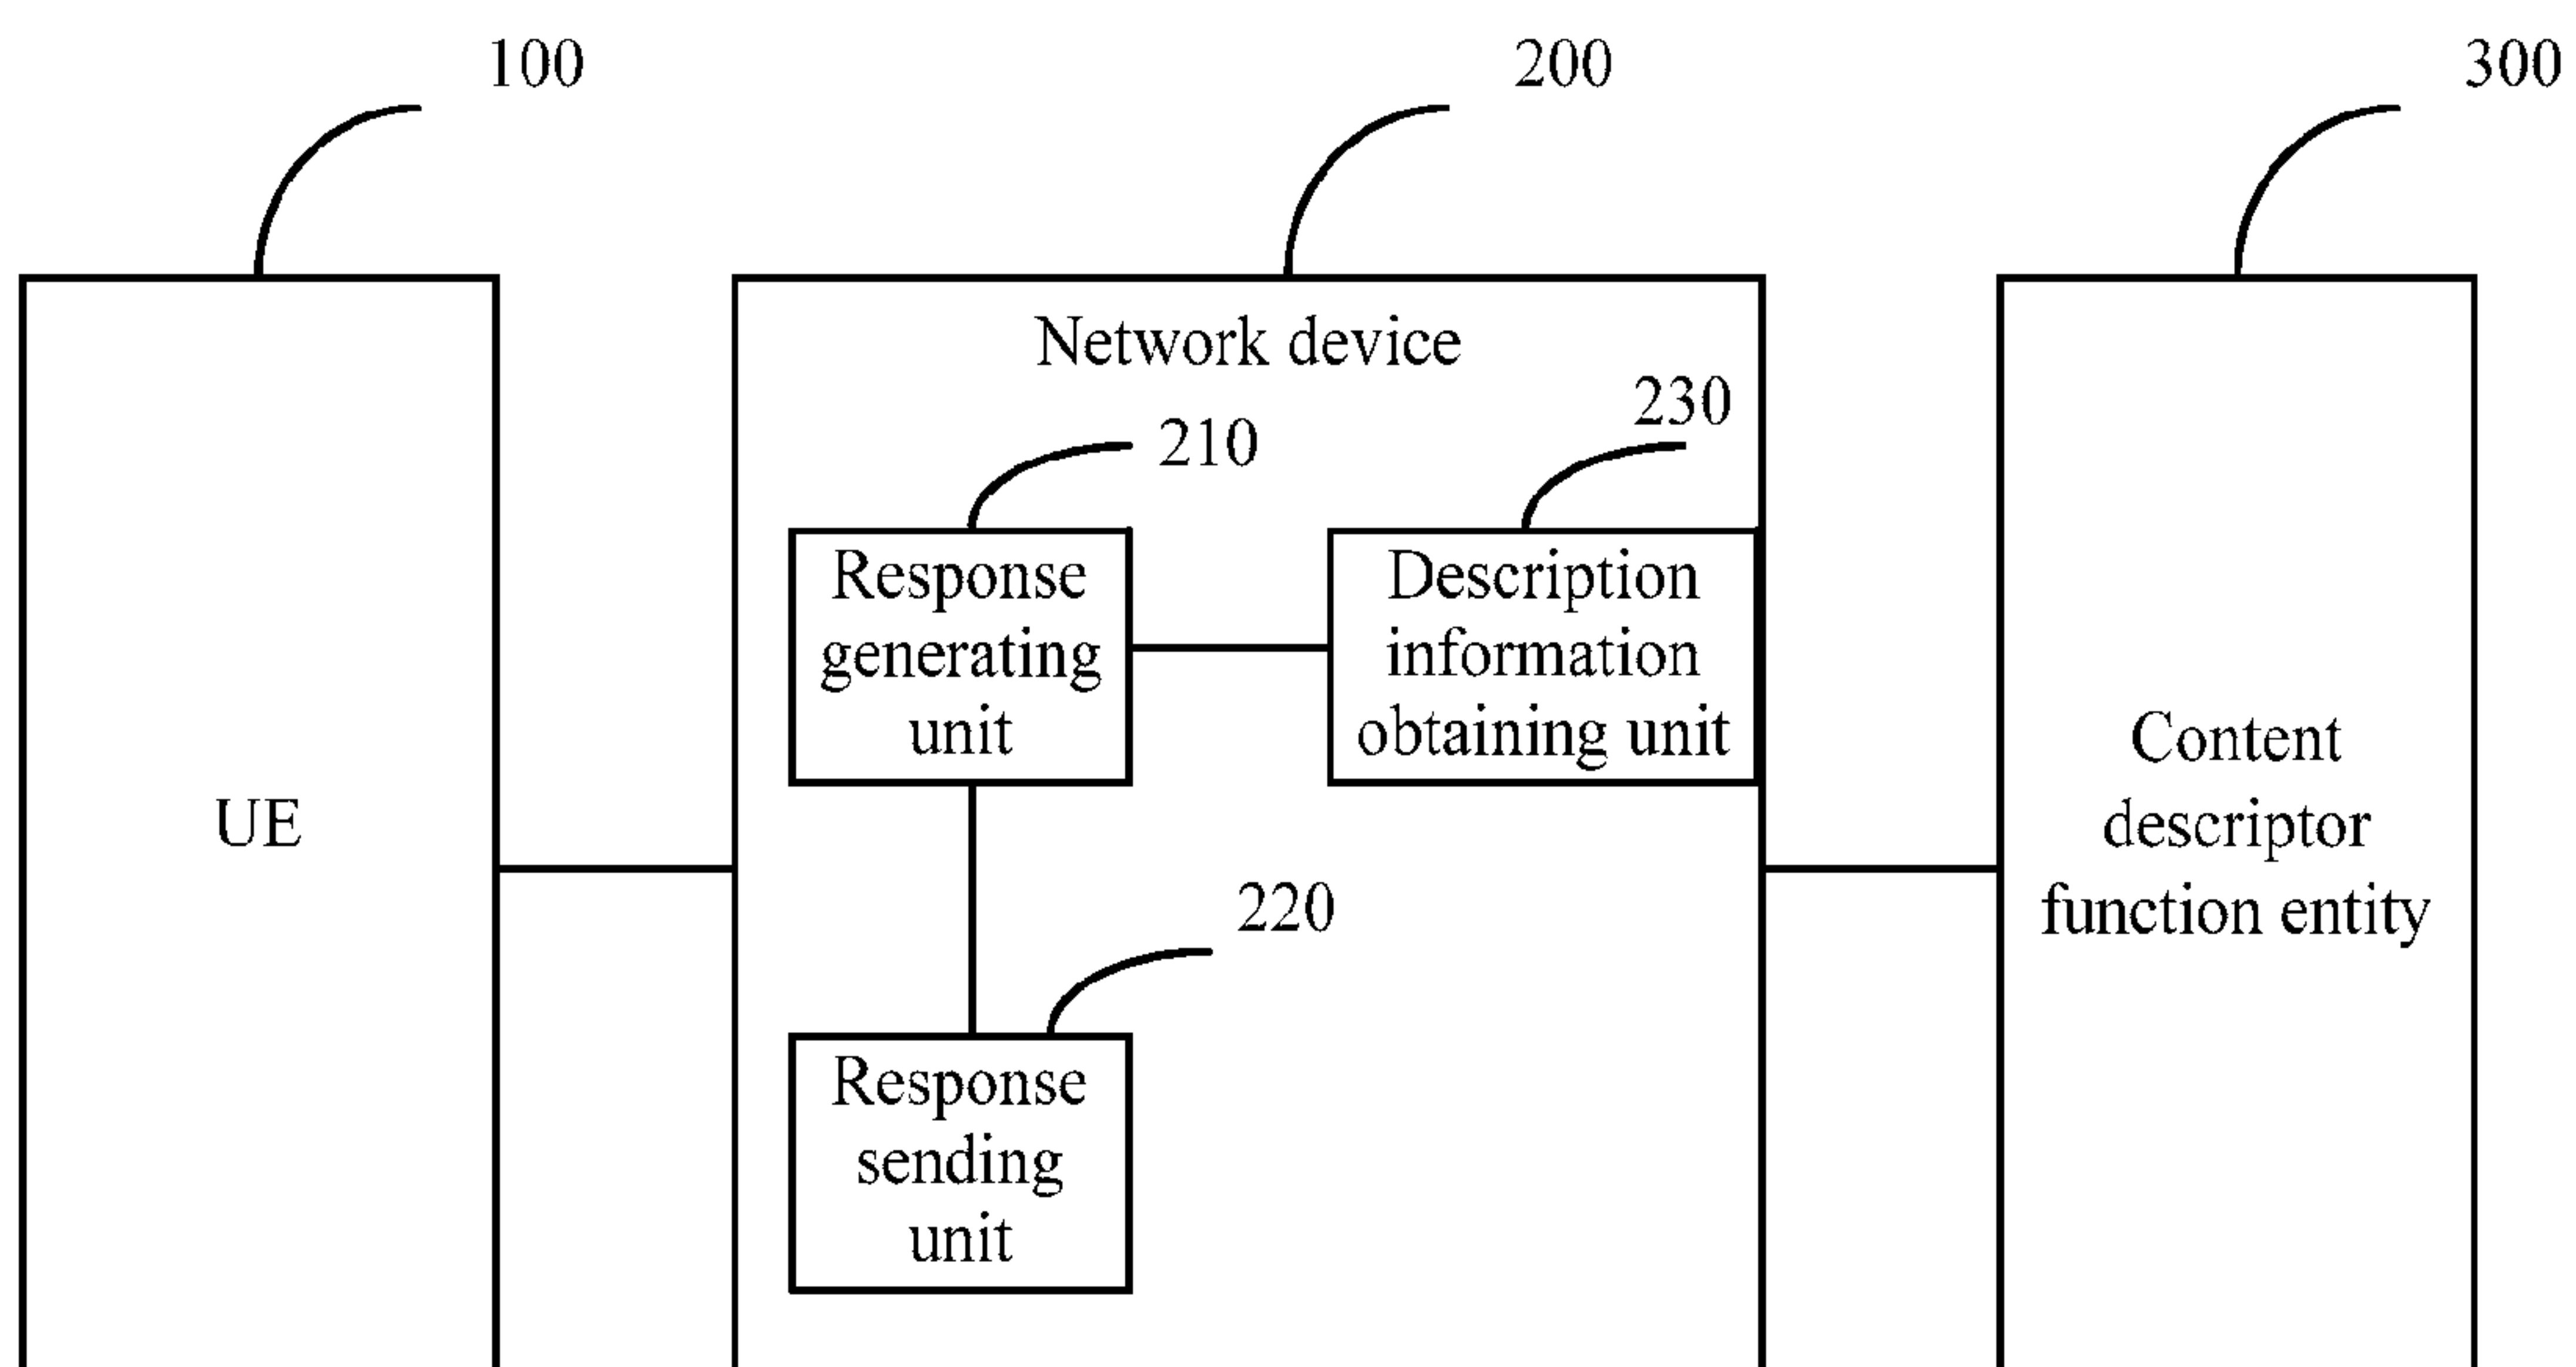 100
200
300
Network device
230
210
Response
generating
unit
Description
information
obtaining unit
UE
Content
descriptor
function entity
220
Response
sending
unit